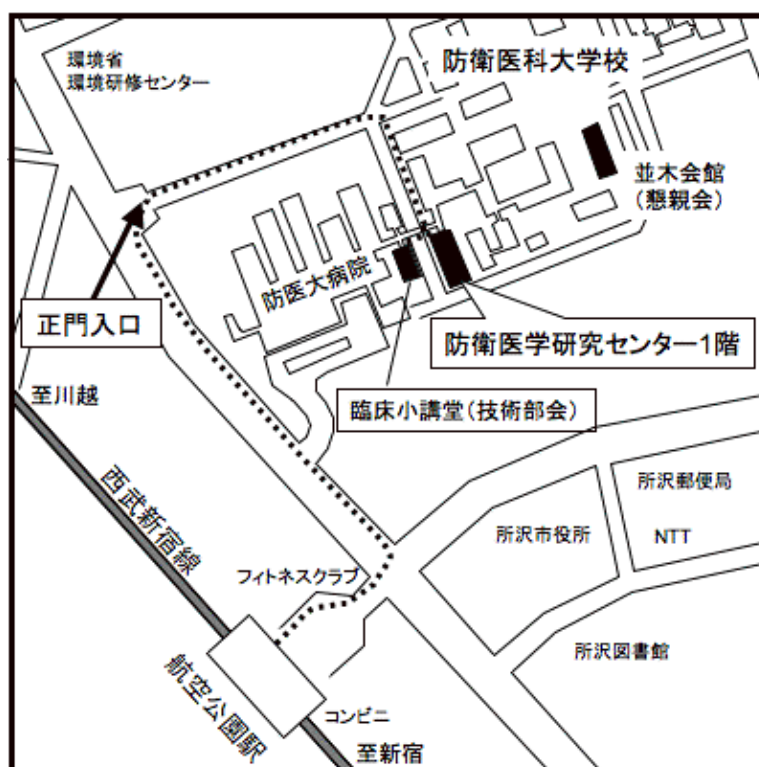 環境省
環境研修センター
防衛医科大学校
並木会館
（懇親会）
防医大病院
正門入口
防衛医学研究センター1階
至川越
臨床小講堂（技術部会）
西武新宿線
所沢郵便局
所沢市役所
NTT
フィトネスクラブ
所沢図書館
航空公園駅
コンビニ
至新宿